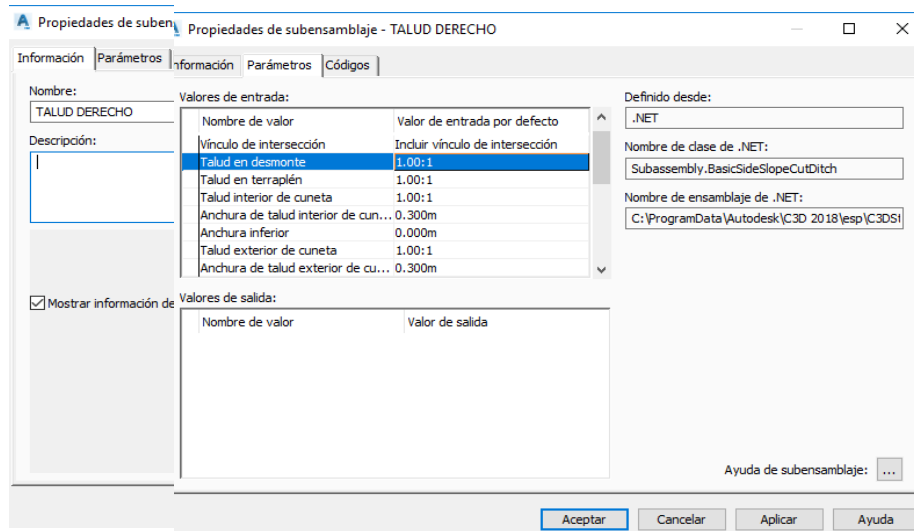 Propiedades de suben
Información Parámetros
Nombre:
TALUD DERECHO
Descripción:
Mostrar información de
Propiedades de subensamblaje - TALUD DERECHO
nformación Parámetros Códigos
Valores de entrada:
Nombre de valor Valor de entrada por defecto
Vínculo de intersección Incluir vínculo de intersección
Talud en desmonte 1.00:1
Talud en terraplén 1.00:1
Talud interior de cuneta 1.00:1
Anchura de talud interior de cun... 0.300m
Anchura inferior 0.000m
Talud exterior de cuneta 1.00:1
Anchura de talud exterior de cu... 0.300m
Valores de salida:
Nombre de valor Valor de salida
Definido desde:
.NET
Nombre de clase de .NET:
Subassembly.BasicSideSlopeCutDitch
Nombre de ensamblaje de .NET:
C:\ProgramData\Autodesk\C3D 2018\esp\C3DSt
Ayuda de subensamblaje: ...
Aceptar Cancelar Aplicar Ayuda